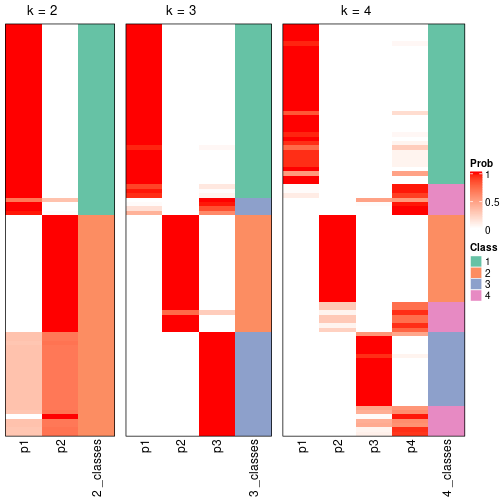 k = 2
k = 3
k = 4
Prob
1
0.5
0
Class
1
2
3
4
p1
p2
2_classes
p1
p2
p3
3_classes
p1
p2
p3
p4
4_classes